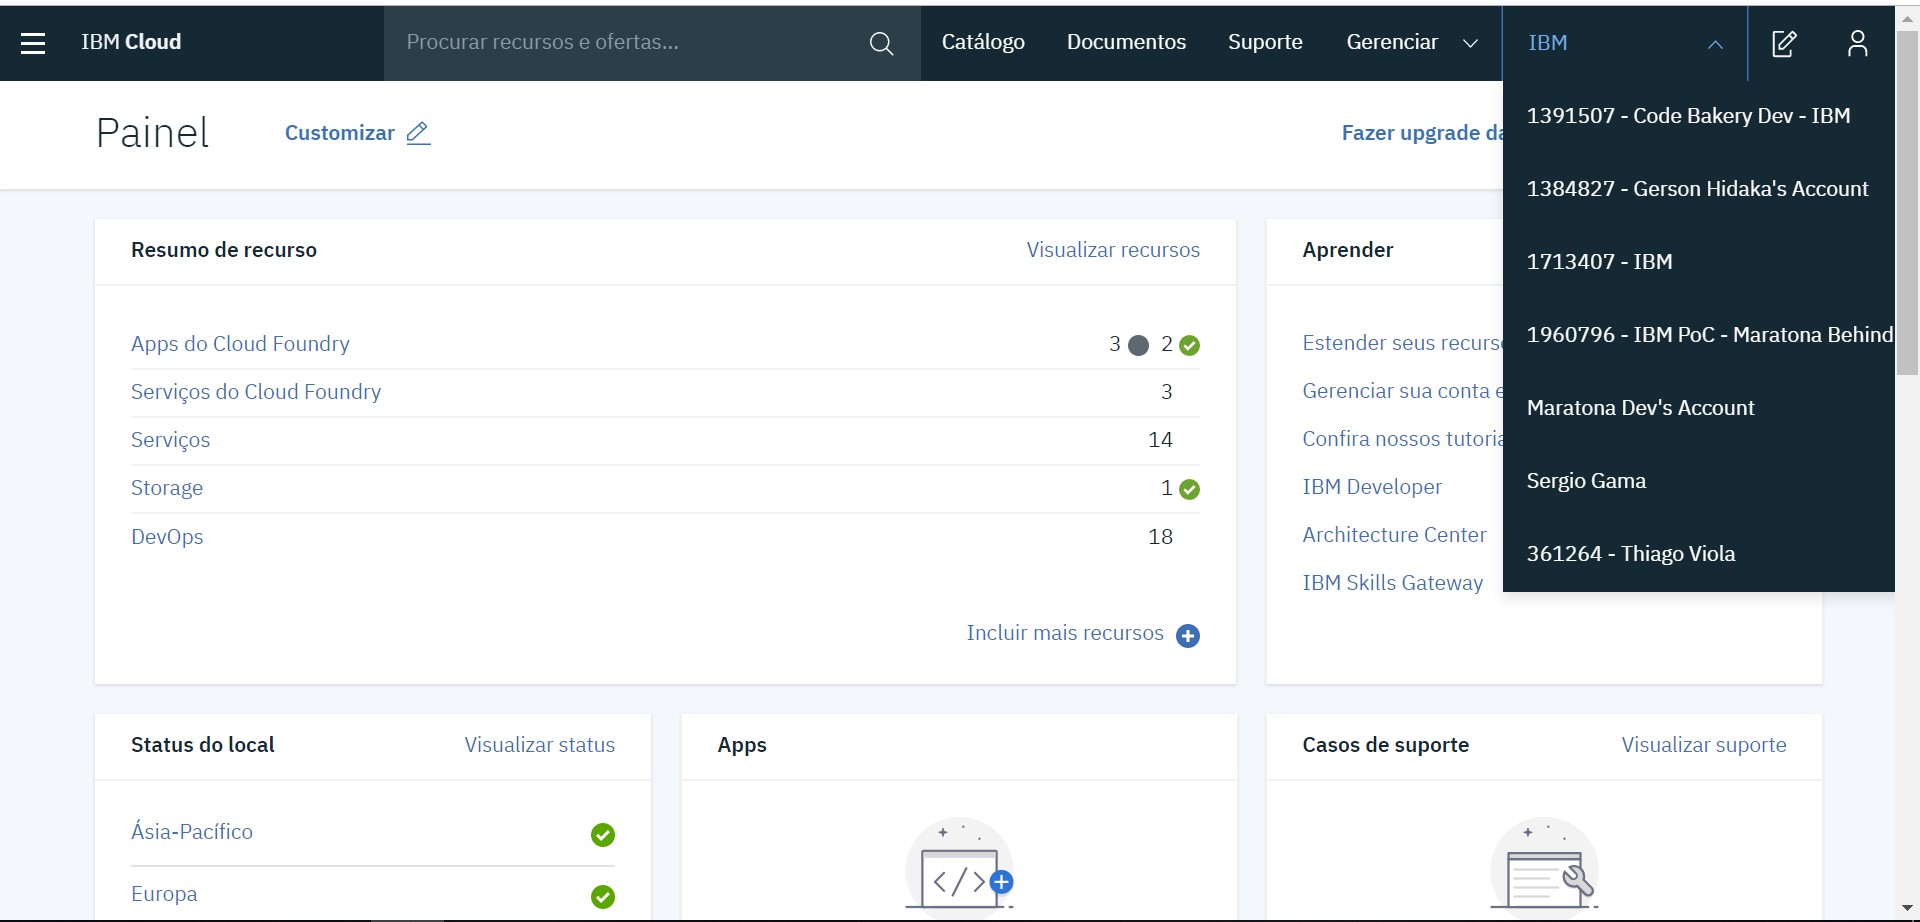 IBM Cloud
Procurar recursos e ofertas...
Catálogo
Documentos
Suporte
Gerenciar
IBM
1391507 - Code Bakery Dev - IBM
1384827 - Gerson Hidaka's Account
1713407 - IBM
1960796 - IBM PoC - Maratona Behind
Maratona Dev's Account
Sergio Gama
361264 - Thiago Viola
Painel
Customizar
Fazer upgrade da
Resumo de recurso
Visualizar recursos
Apps do Cloud Foundry 3 2
Serviços do Cloud Foundry 3
Serviços 14
Storage 1
DevOps 18
Incluir mais recursos
Aprender
Estender seus recurs
Gerenciar sua conta e
Confira nossos tutoria
IBM Developer
Architecture Center
IBM Skills Gateway
Status do local
Visualizar status
Ásia-Pacífico
Europa
Apps
Casos de suporte
Visualizar suporte